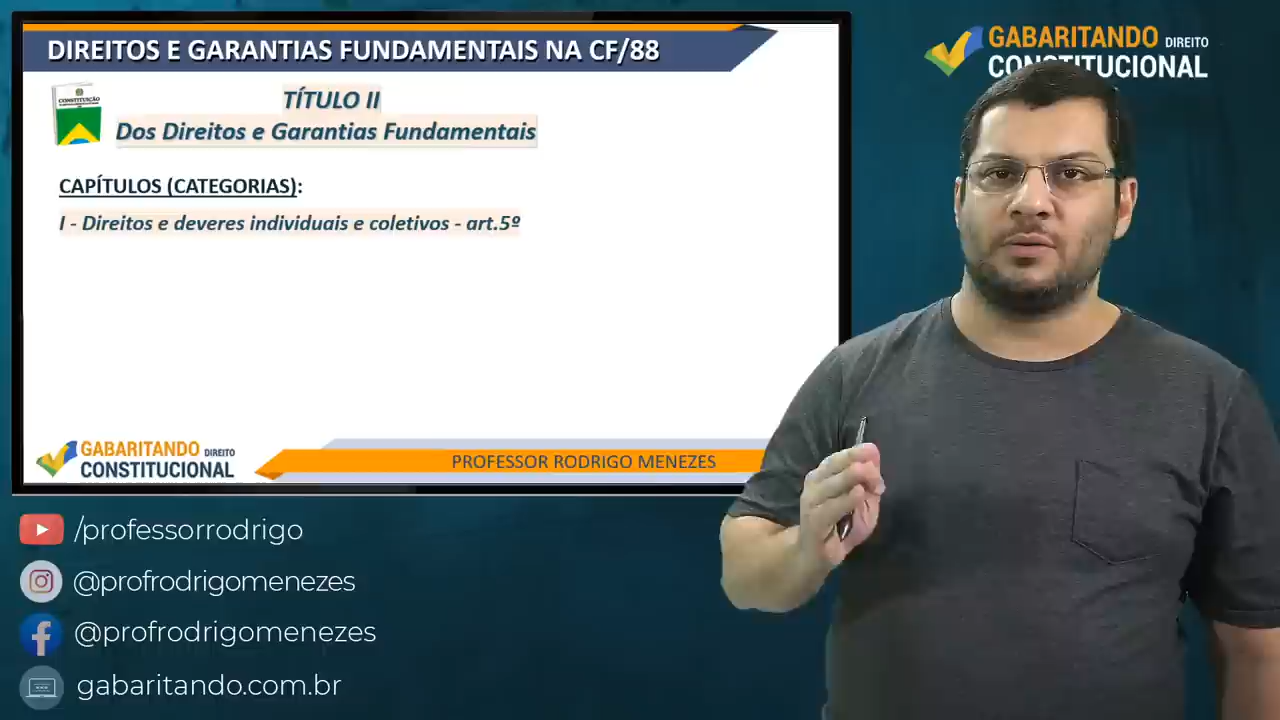 DIREITOS E GARANTIAS FUNDAMENTAIS NA CF/88
GABARITANDO DIREITO
CONSTITUCIONAL
CONSTITUIÇÃO
TÍTULO II
Dos Direitos e Garantias Fundamentais
CAPÍTULOS (CATEGORIAS):
I - Direitos e deveres individuais e coletivos - art.5º
GABARITANDO DIREITO
CONSTITUCIONAL
PROFESSOR RODRIGO MENEZES
/professorrodrigo
@profrodrigomenezes
@profrodrigomenezes
gabaritando.com.br